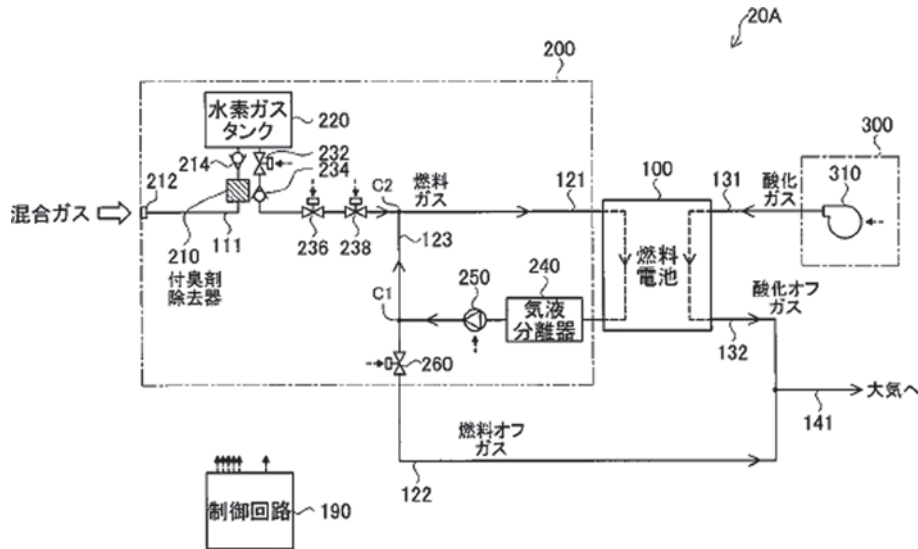 20A
200
水素ガス
タンク
220
300
214
232
234
212
C2
燃料
ガス
121
100
131
酸化
ガス
310
混合ガス
210
111
236
238
123
燃料
電池
付臭剤
除去器
C1
250
240
気液
分離器
酸化オフ
ガス
132
260
141
大気へ
燃料オフ
ガス
122
制御回路
190